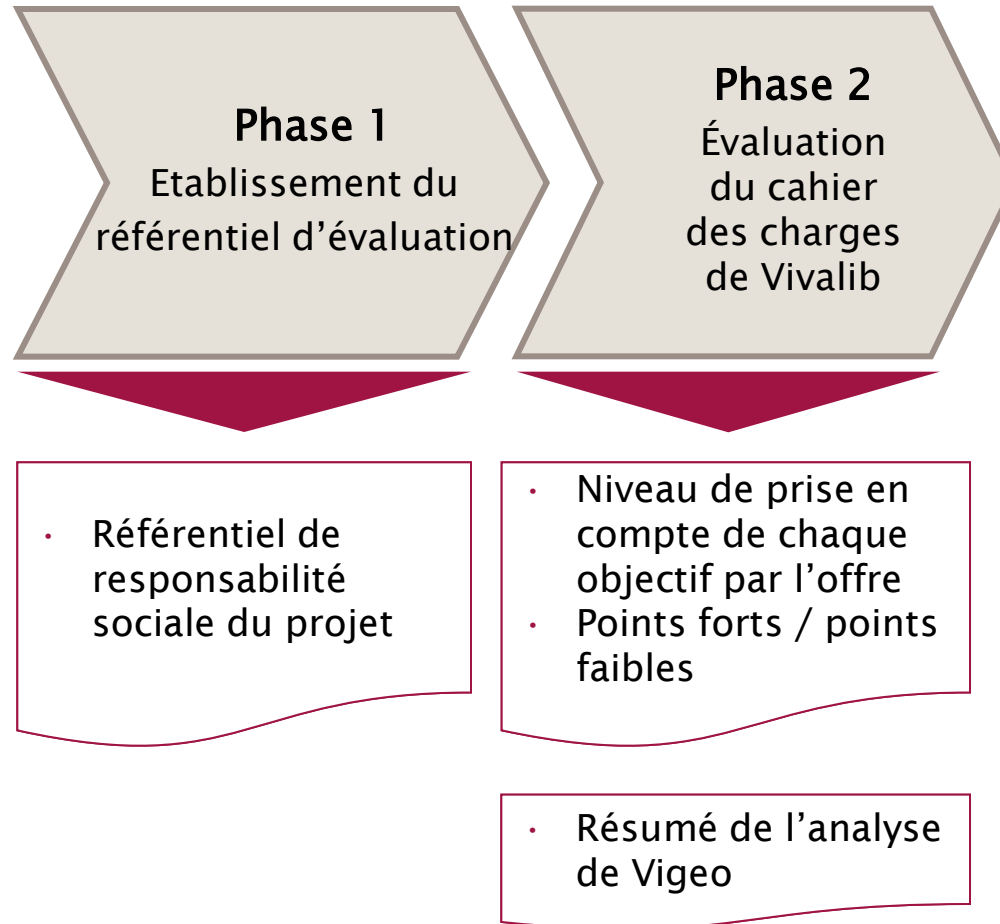 Phase 1
Etablissement du
référentiel d’évaluation
Phase 2
Évaluation
du cahier
des charges
de Vivalib
· Référentiel de
responsabilité
sociale du projet
· Niveau de prise en
compte de chaque
objectif par l’offre
· Points forts / points
faibles
· Résumé de l’analyse
de Vigeo